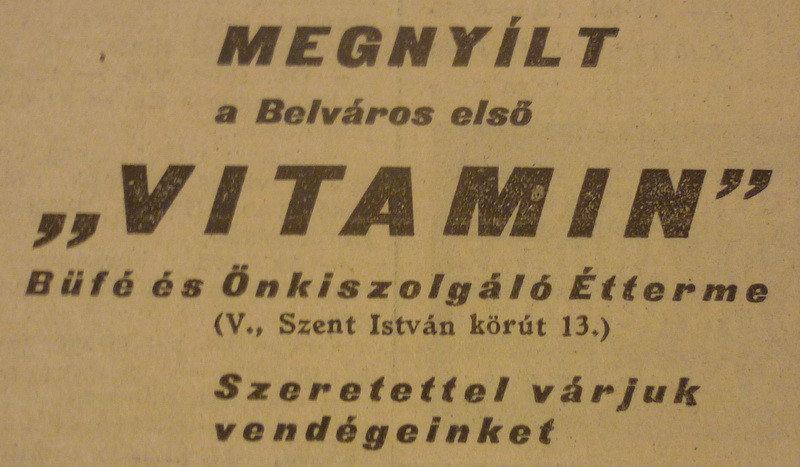 MEGNYÍLT
a Belváros első
„VITAMIN”
Büfé és Önkiszolgáló Étterme
(V., Szent István körút 13.)
Szeretettel várjuk
vendégeinket